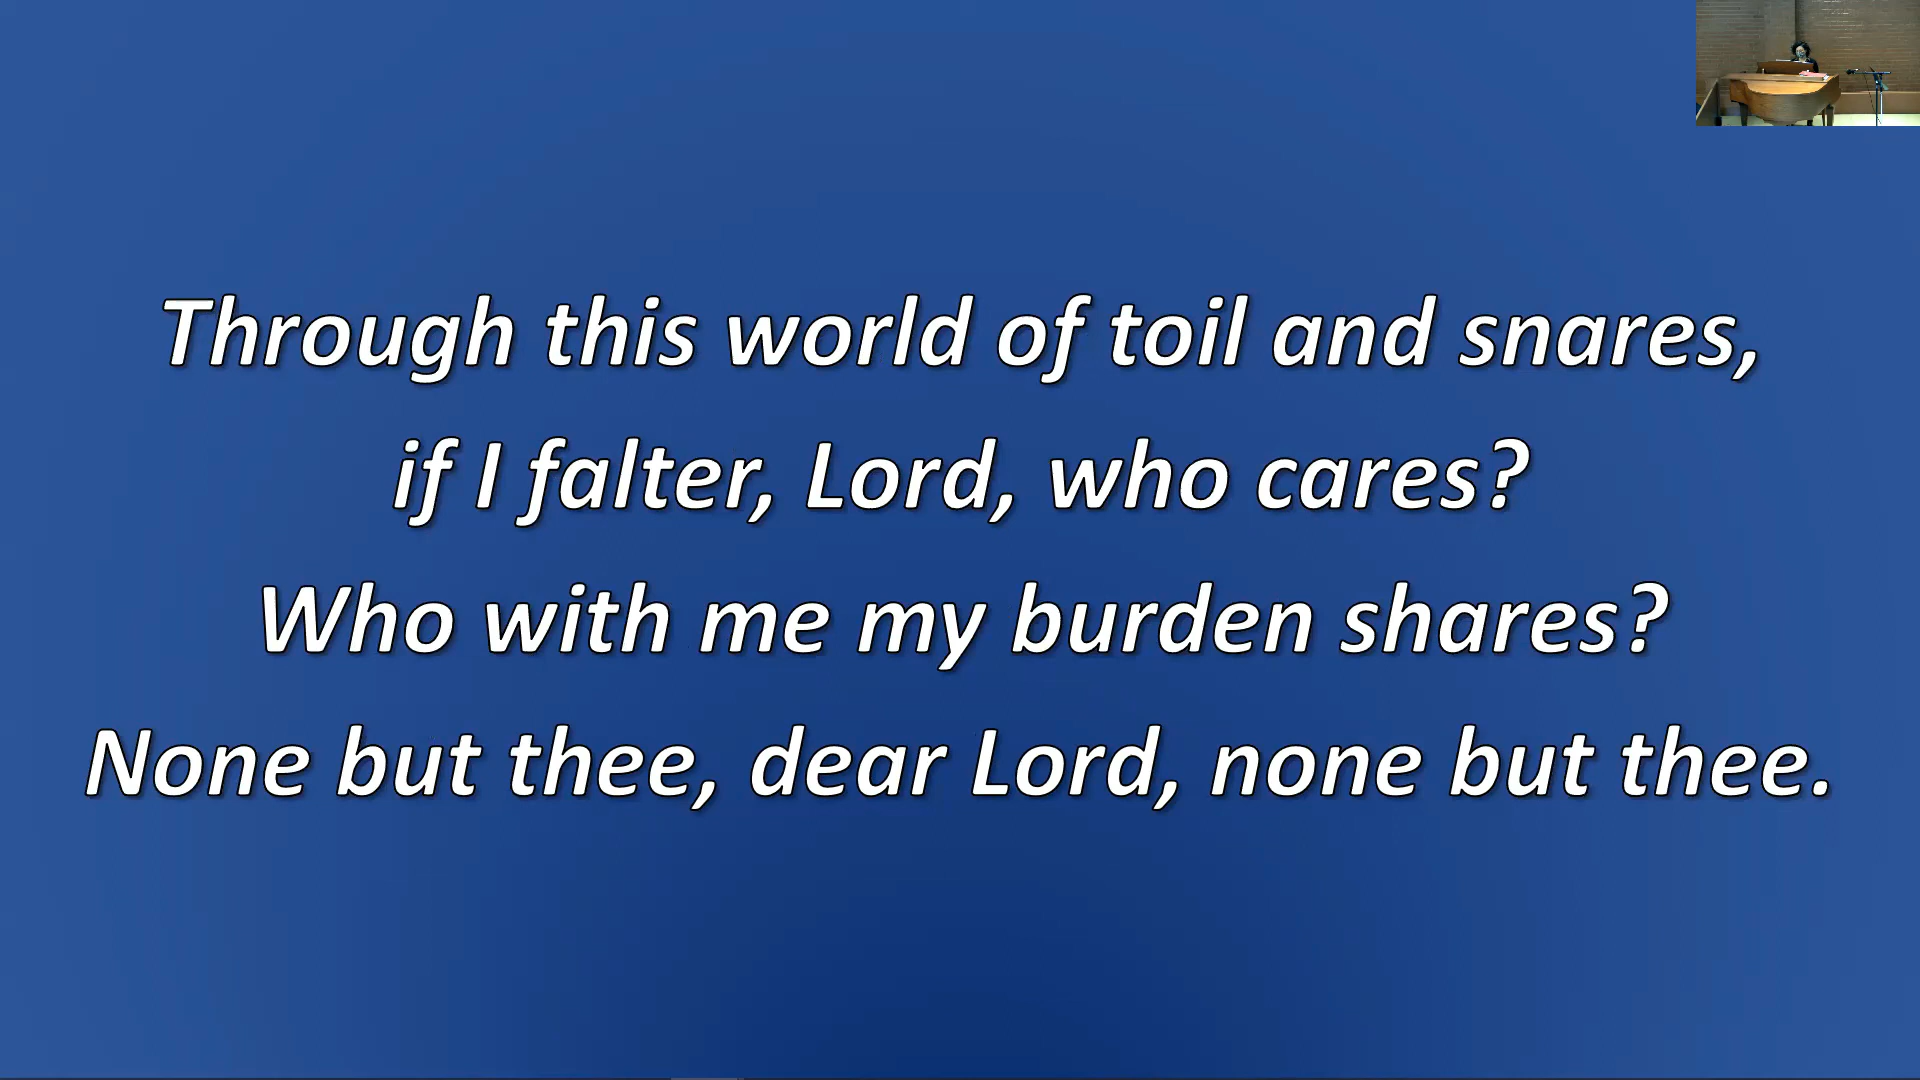 Through this world of toil and snares,
if I falter, Lord, who cares?
Who with me my burden shares?
None but thee, dear Lord, none but thee.